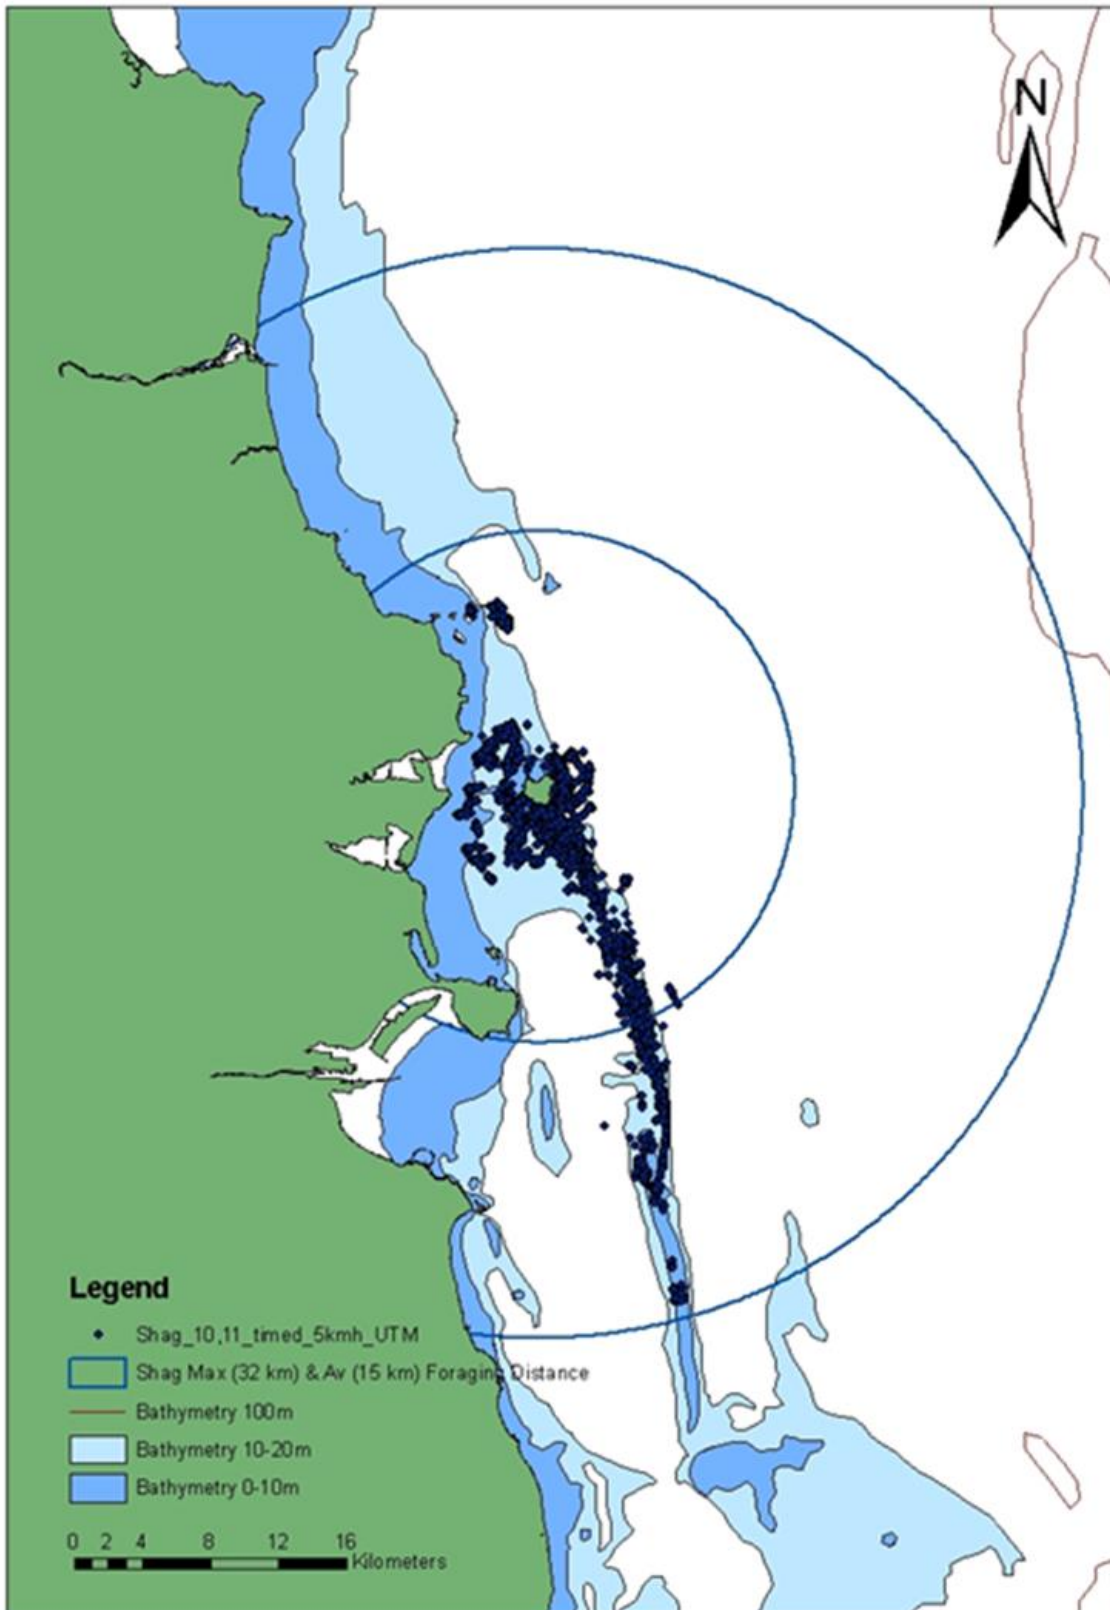 N
Legend
Shag_10,11_timed_5kmh_UTM
Shag Max (32 km) & Av (15 km) Foraging Distance
Bathymetry 100m
Bathymetry 10-20m
Bathymetry 0-10m
0 2 4 8 12 16
Kilometers